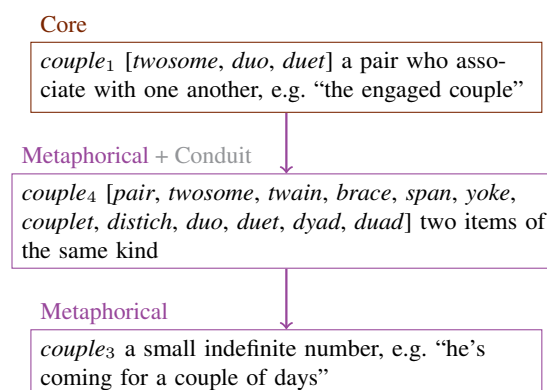 Core
couple₁ [twosome, duo, duet] a pair who asso-
ciate with one another, e.g. “the engaged couple”
Metaphorical + Conduit
couple₄ [pair, twosome, twain, brace, span, yoke,
couplet, distich, duo, duet, dyad, duad] two items of
the same kind
Metaphorical
couple₃ a small indefinite number, e.g. “he’s
coming for a couple of days”